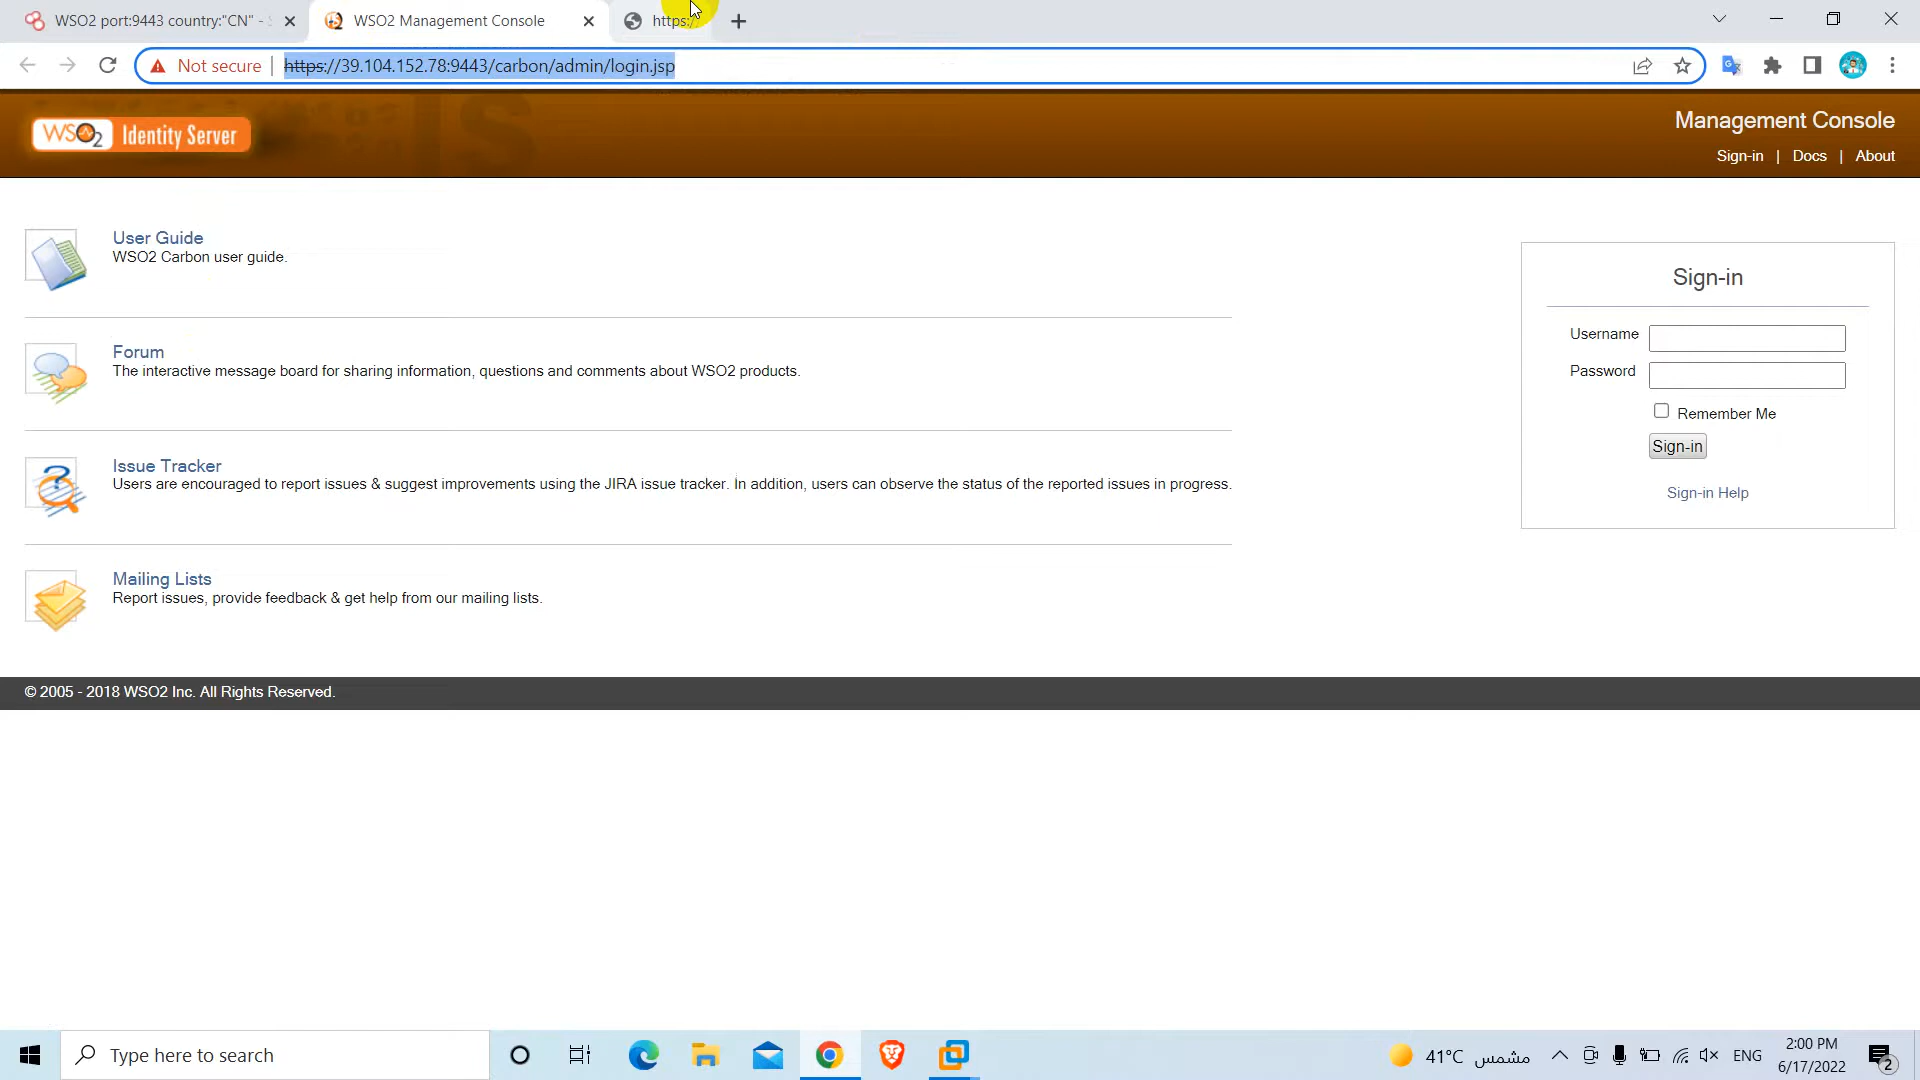 WSO2 port:9443 country:"CN" -
WSO2 Management Console
https:/
Not secure
https://39.104.152.78:9443/carbon/admin/login.jsp
WSO2 Identity Server
Management Console
Sign-in | Docs | About
User Guide
WSO2 Carbon user guide.
Forum
The interactive message board for sharing information, questions and comments about WSO2 products.
Issue Tracker
Users are encouraged to report issues & suggest improvements using the JIRA issue tracker. In addition, users can observe the status of the reported issues in progress.
Mailing Lists
Report issues, provide feedback & get help from our mailing lists.
Sign-in
Username
Password
Remember Me
Sign-in
Sign-in Help
© 2005 - 2018 WSO2 Inc. All Rights Reserved.
Type here to search
41°C مشمس
ENG
2:00 PM
6/17/2022
2